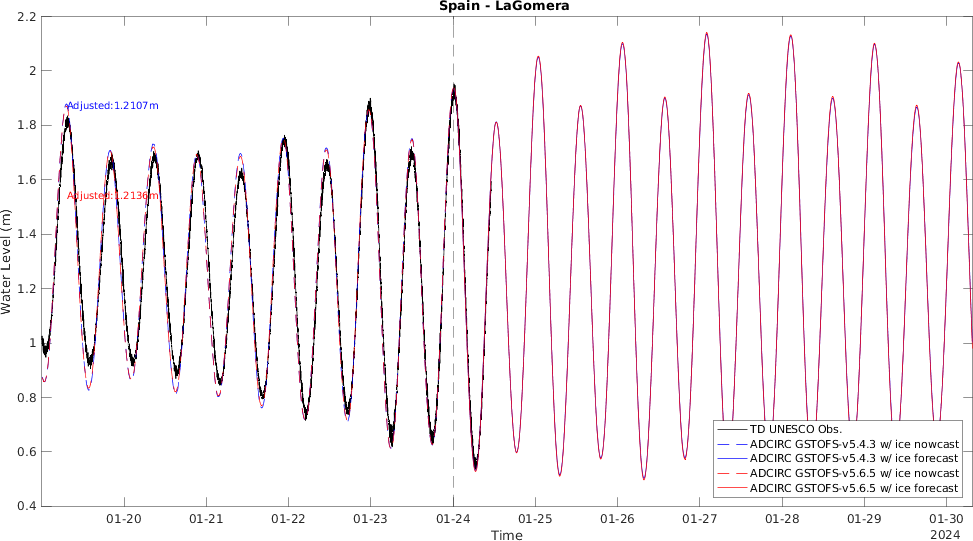 Spain - LaGomera
2.2
2
1.8
1.6
1.4
1.2
1
0.8
0.6
0.4
Water Level (m)
Adjusted:1.2107m
Adjusted:1.2136m
TD UNESCO Obs.
ADCIRC GSTOFS-v5.4.3 w/ ice nowcast
ADCIRC GSTOFS-v5.4.3 w/ ice forecast
ADCIRC GSTOFS-v5.6.5 w/ ice nowcast
ADCIRC GSTOFS-v5.6.5 w/ ice forecast
01-20 01-21 01-22 01-23 01-24 01-25 01-26 01-27 01-28 01-29 01-30
Time
2024